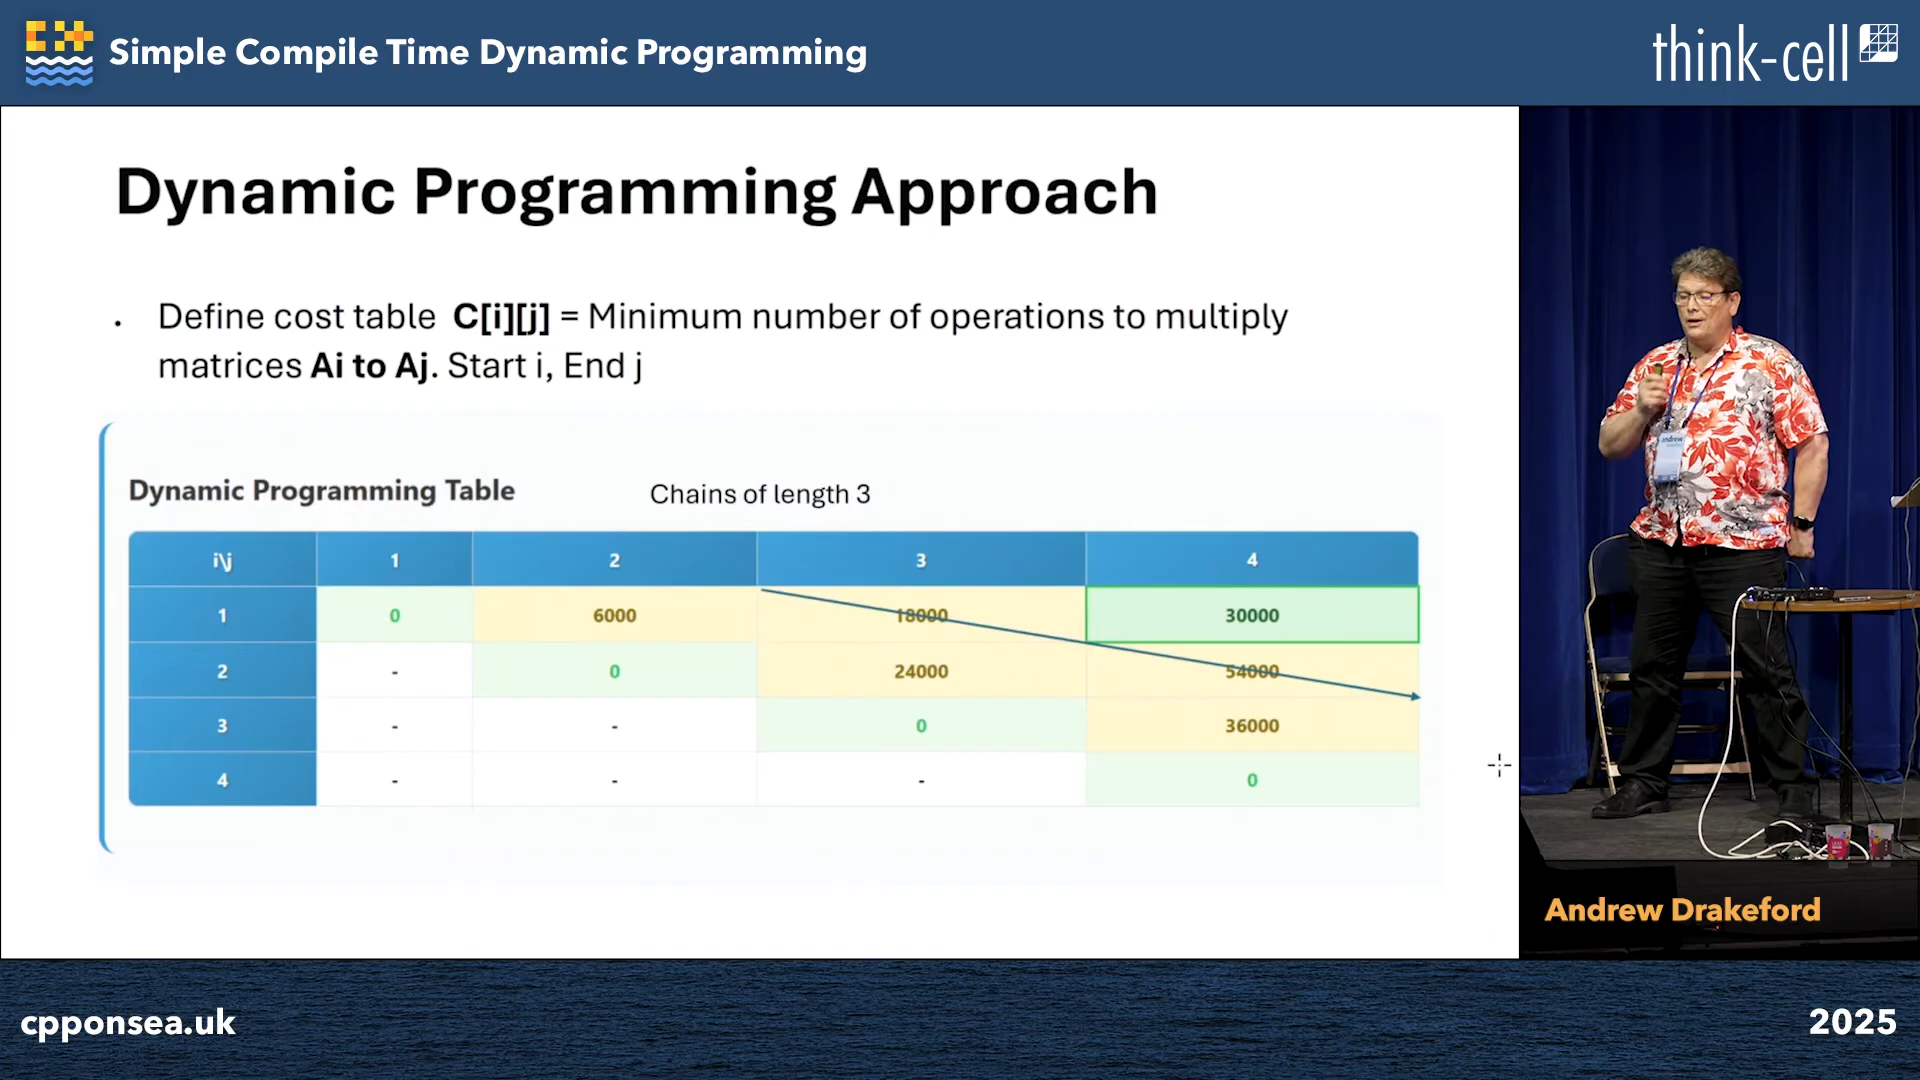 Simple Compile Time Dynamic Programming
think-cell
Dynamic Programming Approach
. Define cost table C[i][j] = Minimum number of operations to multiply
matrices Ai to Aj. Start i, End j
Dynamic Programming Table
Chains of length 3
i\j 1 2 3 4
1 0 6000 18000 30000
2 - 0 24000 54000
3 - - 0 36000
4 - - - 0
andrew
Andrew Drakeford
cpponsea.uk
2025